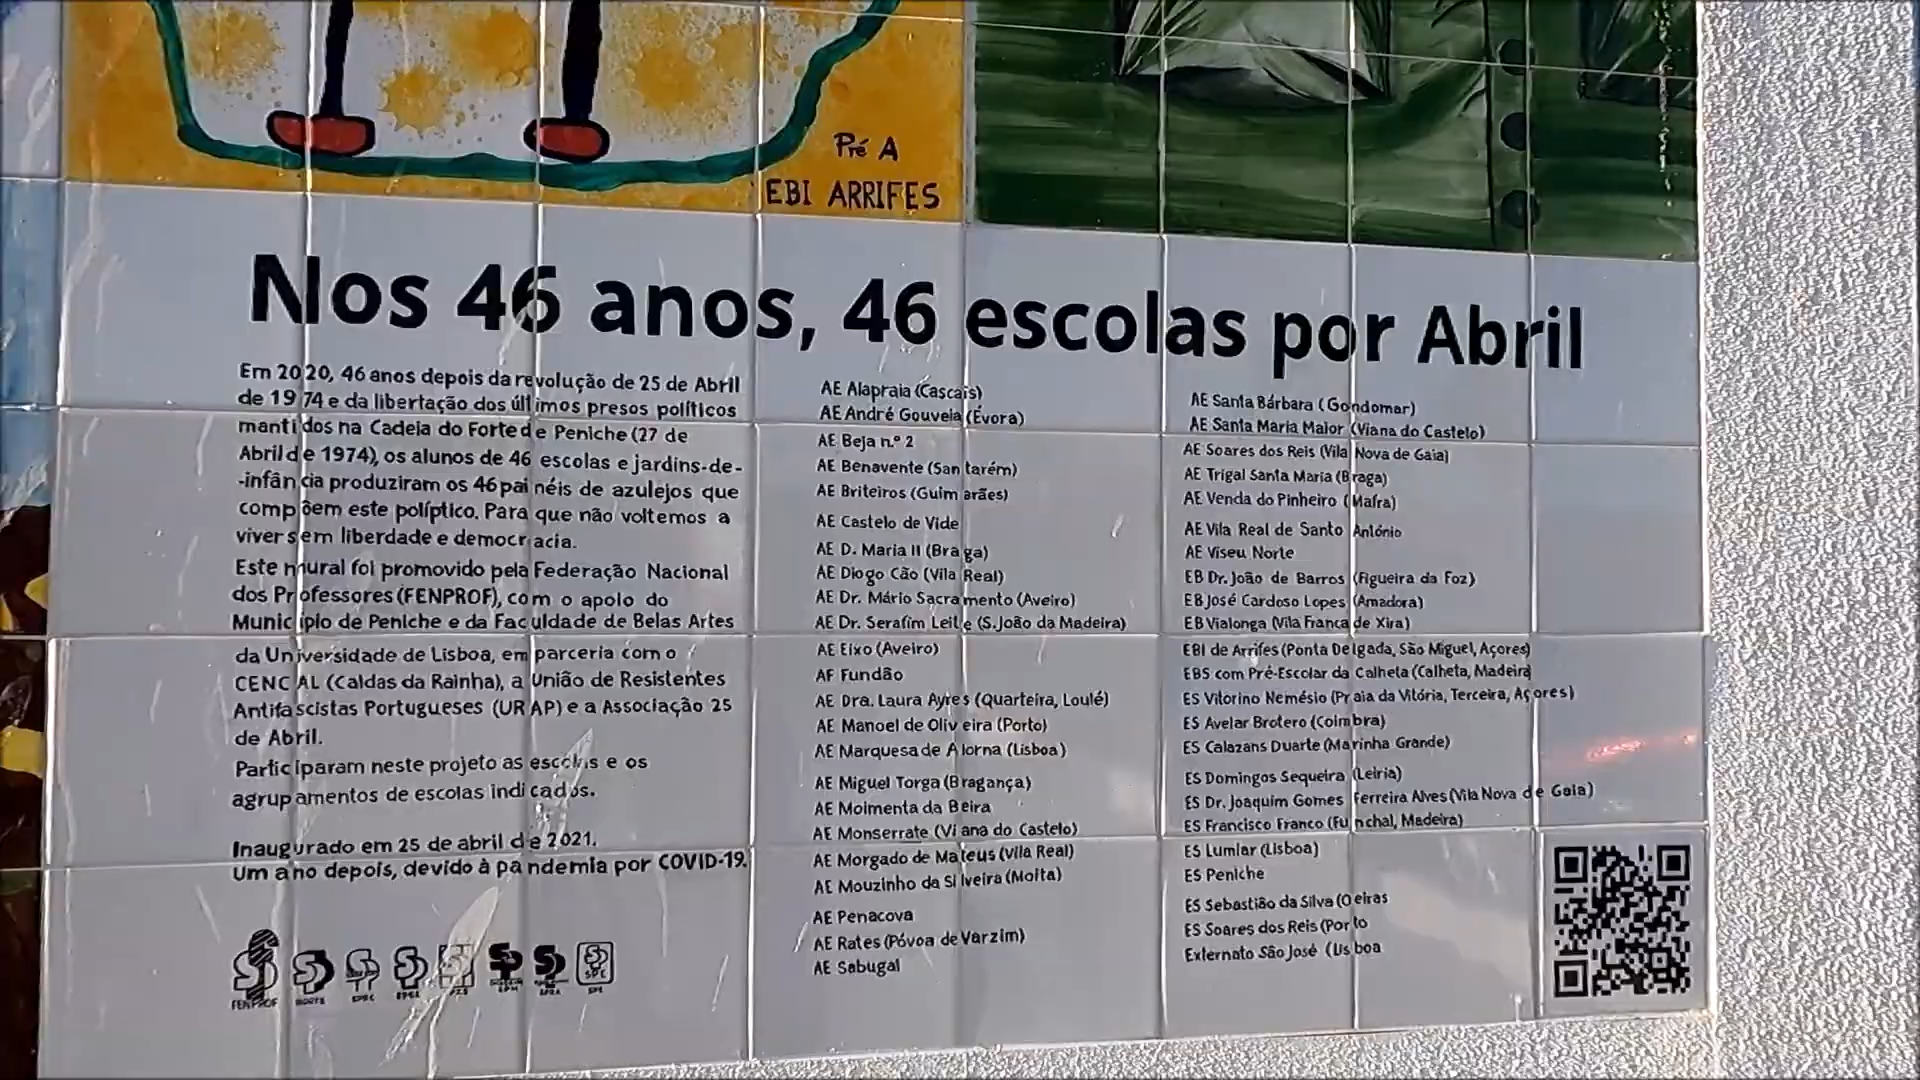 Pré A
EBI ARRIFES
Nos 46 anos, 46 escolas por Abril
Em 2020, 46 anos depois da revolução de 25 de Abril
de 1974 e da libertação dos últimos presos políticos
mantidos na Cadeia do Forte de Peniche (27 de
Abril de 1974), os alunos de 46 escolas e jardins-de-
-infância produziram os 46 painéis de azulejos que
compõem este políptico. Para que não voltemos a
viver sem liberdade e democracia.
Este mural foi promovido pela Federação Nacional
dos Professores (FENPROF), com o apoio do
Município de Peniche e da Faculdade de Belas Artes
da Universidade de Lisboa, em parceria com o
CENCAL (Caldas da Rainha), a União de Resistentes
Antifascistas Portugueses (URAP) e a Associação 25
de Abril.
Participaram neste projeto as escolas e os
agrupamentos de escolas indicados.
Inaugurado em 25 de abril de 2021.
Um ano depois, devido à pandemia por COVID-19.
FENPROF
AE Alapraia (Cascais)
AE André Gouveia (Évora)
AE Beja n.º 2
AE Benavente (Santarém)
AE Briteiros (Guimarães)
AE Castelo de Vide
AE D. Maria II (Braga)
AE Diogo Cão (Vila Real)
AE Dr. Mário Sacramento (Aveiro)
AE Dr. Serafim Leite (S.João da Madeira)
AE Eixo (Aveiro)
AF Fundão
AE Dra. Laura Ayres (Quarteira, Loulé)
AE Manoel de Oliveira (Porto)
AE Marquesa de Alorna (Lisboa)
AE Miguel Torga (Bragança)
AE Moimenta da Beira
AE Monserrate (Viana do Castelo)
AE Morgado de Mateus (Vila Real)
AE Mouzinho da Silveira (Moita)
AE Penacova
AE Rates (Póvoa de Varzim)
AE Sabugal
AE Santa Bárbara (Gondomar)
AE Santa Maria Maior (Viana do Castelo)
AE Soares dos Reis (Vila Nova de Gaia)
AE Trigal Santa Maria (Braga)
AE Venda do Pinheiro (Mafra)
AE Vila Real de Santo António
AE Viseu Norte
EB Dr. João de Barros (Figueira da Foz)
EB José Cardoso Lopes (Amadora)
EB Vialonga (Vila Franca de Xira)
EBI de Arrifes (Ponta Delgada, São Miguel, Açores)
EBS com Pré-Escolar da Calheta (Calheta, Madeira)
ES Vitorino Nemésio (Praia da Vitória, Terceira, Açores)
ES Avelar Brotero (Coimbra)
ES Calazans Duarte (Marinha Grande)
ES Domingos Sequeira (Leiria)
ES Dr. Joaquim Gomes Ferreira Alves (Vila Nova de Gaia)
ES Francisco Franco (Funchal, Madeira)
ES Lumiar (Lisboa)
ES Peniche
ES Sebastião da Silva (Oeiras
ES Soares dos Reis (Porto
Externato São José (Lisboa